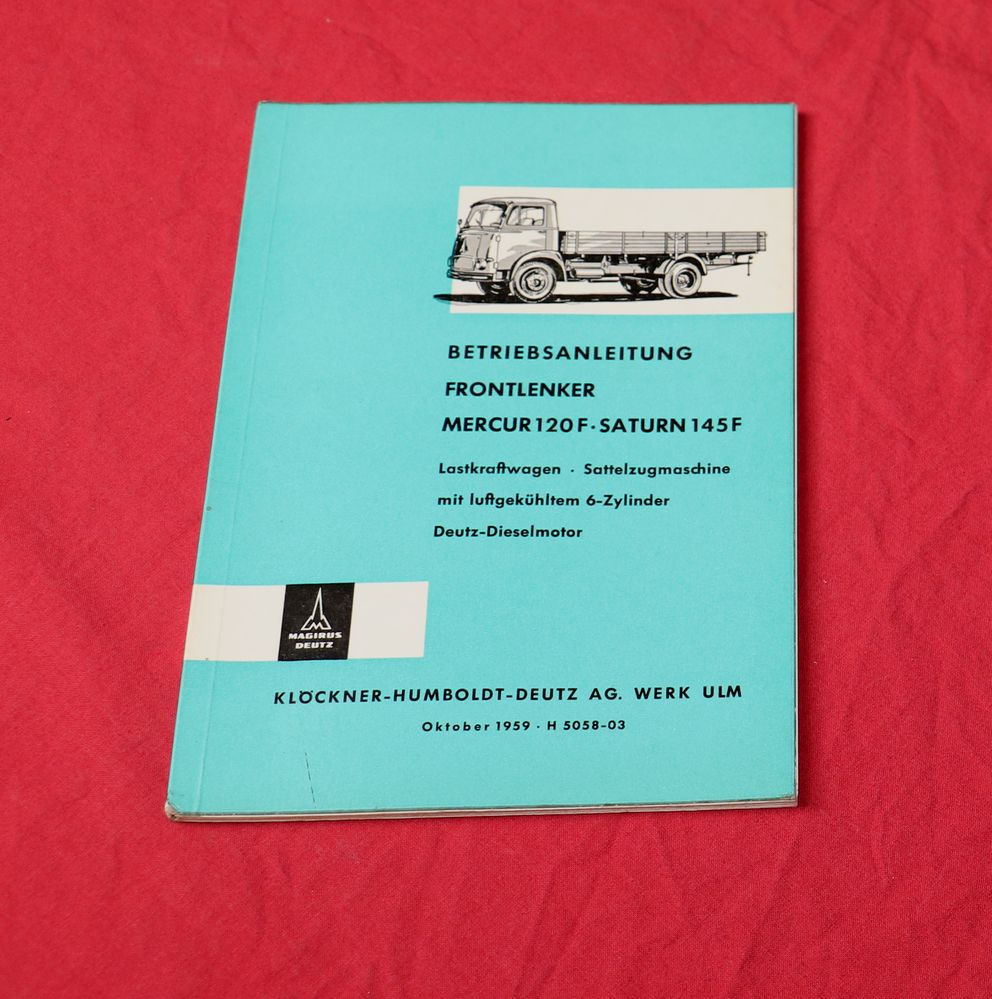 BETRIEBSANLEITUNG
FRONTLENKER
MERCUR 120 F · SATURN 145 F
Lastkraftwagen · Sattelzugmaschine
mit luftgekühltem 6-Zylinder
Deutz-Dieselmotor
MAGIRUS
DEUTZ
KLÖCKNER-HUMBOLDT-DEUTZ AG. WERK ULM
Oktober 1959 · H 5058-03